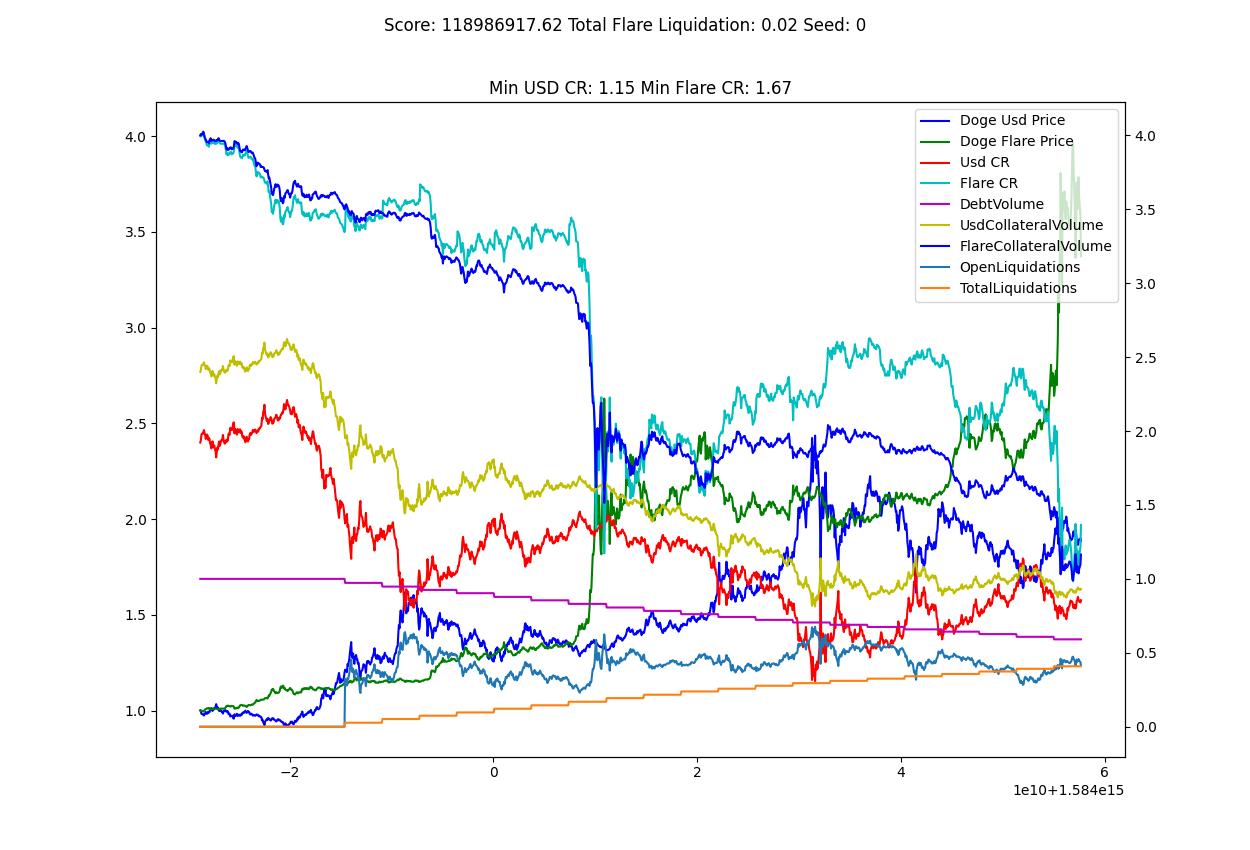 Score: 118986917.62 Total Flare Liquidation: 0.02 Seed: 0
Min USD CR: 1.15 Min Flare CR: 1.67
4.0
3.5
3.0
2.5
2.0
1.5
1.0
Doge Usd Price
Doge Flare Price
Usd CR
Flare CR
DebtVolume
UsdCollateralVolume
FlareCollateralVolume
OpenLiquidations
TotalLiquidations
4.0
3.5
3.0
2.5
2.0
1.5
1.0
0.5
0.0
−2 0 2 4 6
1e10+1.584e15